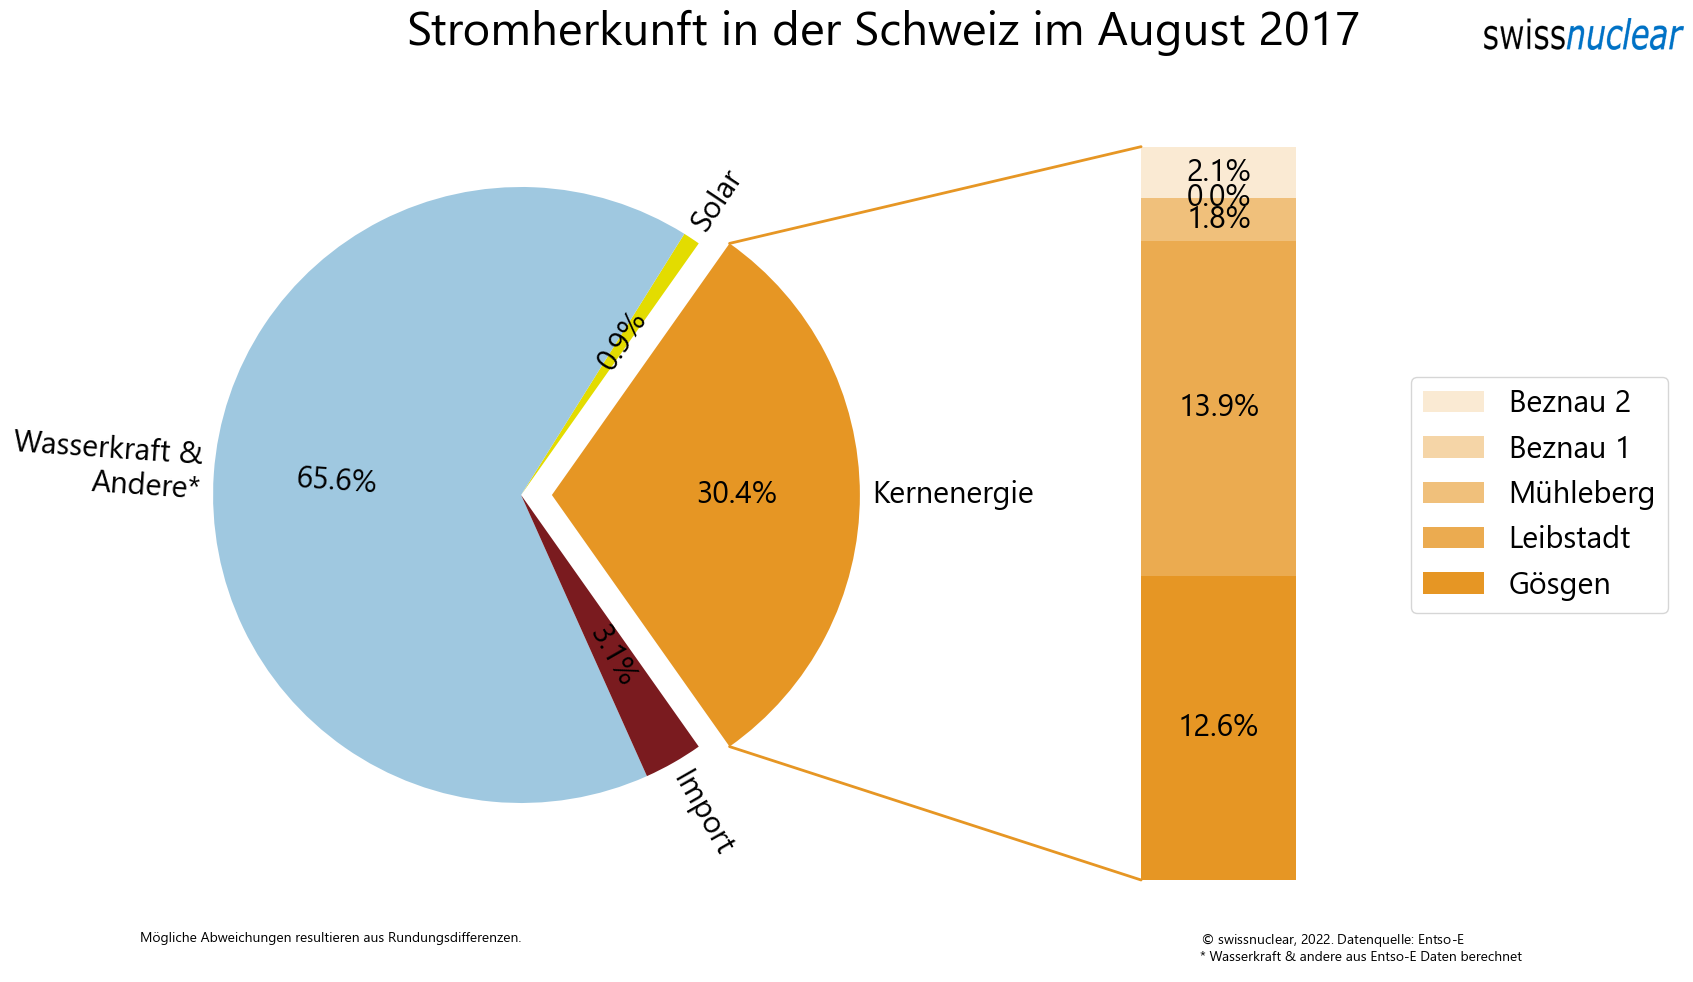 Stromherkunft in der Schweiz im August 2017
swissnuclear
Solar
0.9%
Wasserkraft &
Andere*
65.6%
30.4%
Kernenergie
3.1%
Import
2.1%
0.0%
1.8%
13.9%
12.6%
Beznau 2
Beznau 1
Mühleberg
Leibstadt
Gösgen
Mögliche Abweichungen resultieren aus Rundungsdifferenzen.
© swissnuclear, 2022. Datenquelle: Entso-E
* Wasserkraft & andere aus Entso-E Daten berechnet